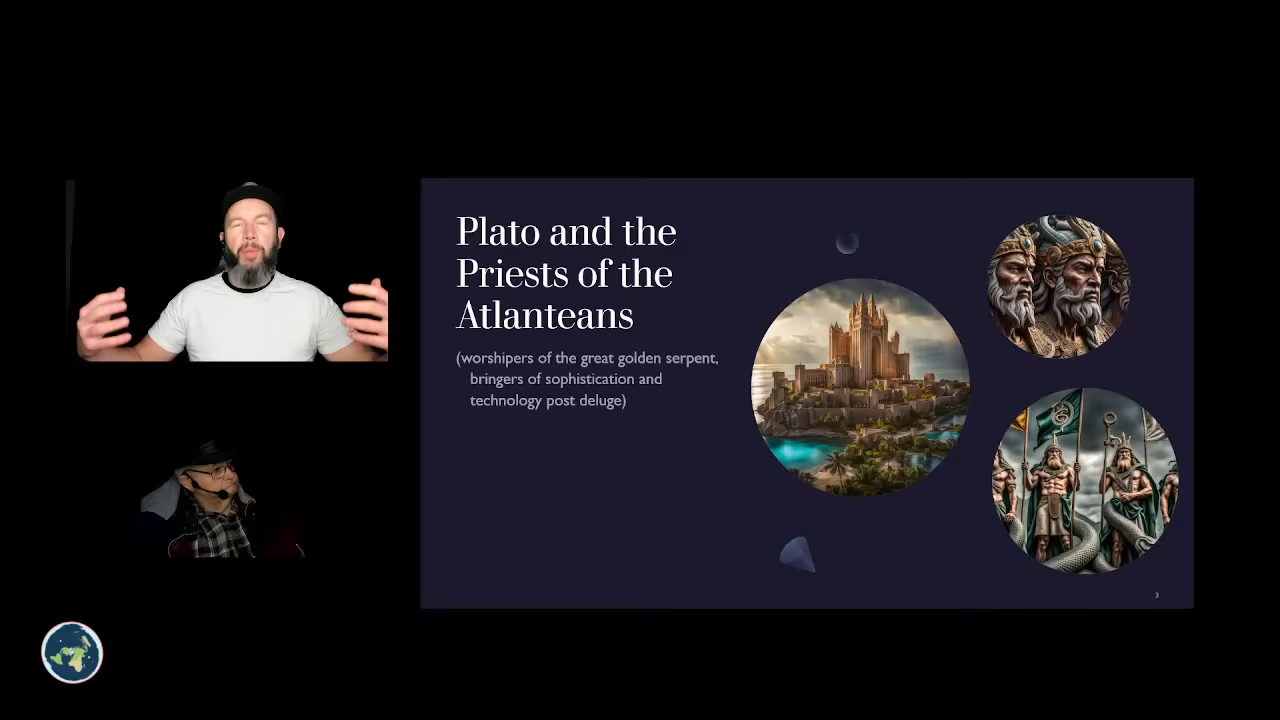 Plato and the
Priests of the
Atlanteans
(worshipers of the great golden serpent,
bringers of sophistication and
technology post deluge)
3